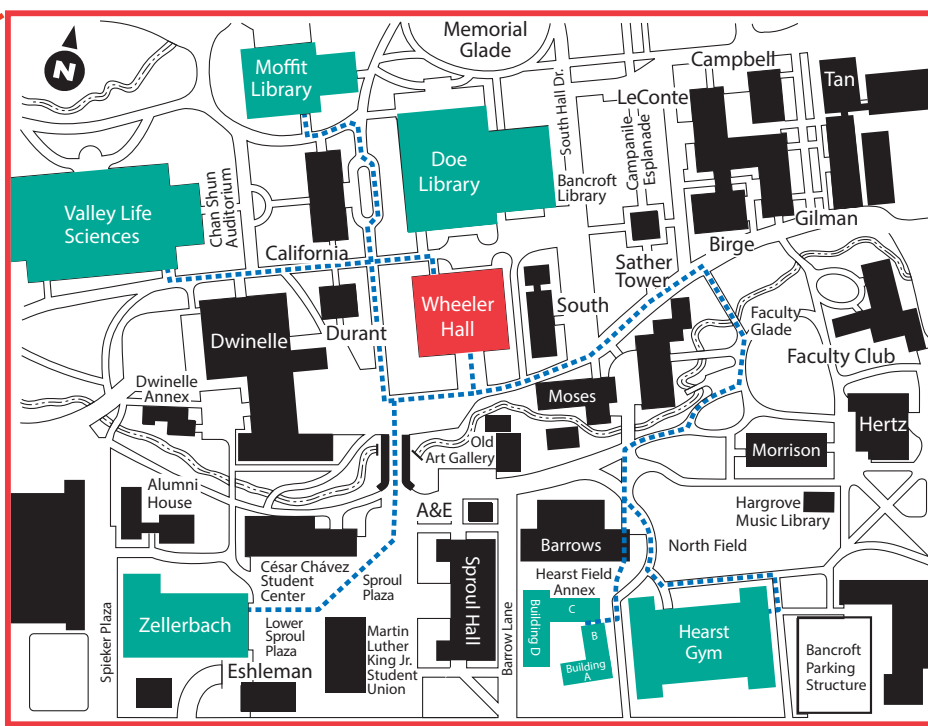 Memorial
Glade
N
Moffit
Library
Campbell
Tan
LeConte
South Hall Dr.
Campanile
Esplanade
Doe
Library
Bancroft
Library
Valley Life
Sciences
Chan Shun
Auditorium
Gilman
Birge
California
Sather
Tower
Wheeler
Hall
South
Durant
Dwinelle
Faculty
Glade
Faculty Club
Dwinelle
Annex
Moses
Hertz
Old
Art Gallery
Morrison
Alumni
House
A&E
Hargrove
Music Library
Barrows
North Field
César Chávez
Student
Center
Sproul
Plaza
Sproul Hall
Hearst Field
Annex
Zellerbach
Lower
Sproul
Plaza
Building D
C
B
Building
A
Hearst
Gym
Spieker Plaza
Martin
Luther
King Jr.
Student
Union
Barrow Lane
Eshleman
Bancroft
Parking
Structure